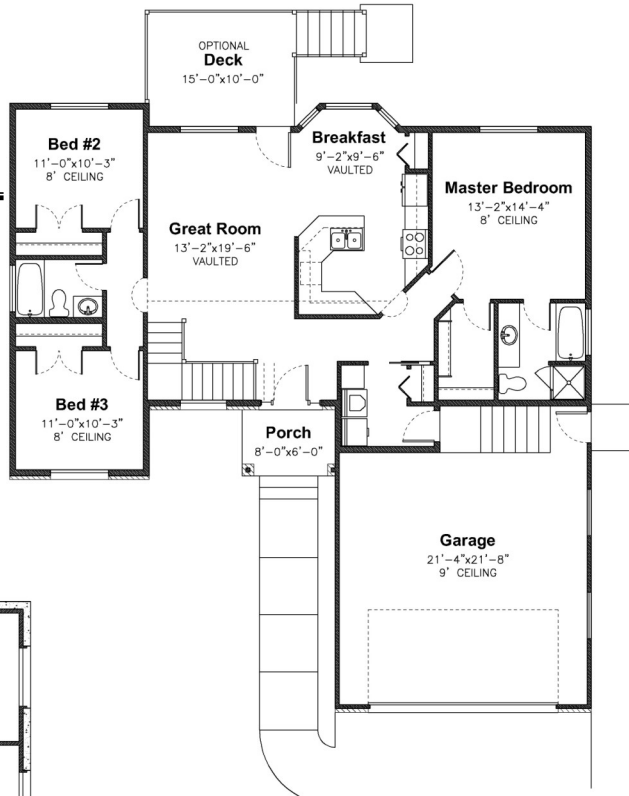 OPTIONAL
Deck
15'-0"x10'-0"
Bed #2
11'-0"x10'-3"
8' CEILING
Breakfast
9'-2"x9'-6"
VAULTED
Master Bedroom
13'-2"x14'-4"
8' CEILING
Great Room
13'-2"x19'-6"
VAULTED
Bed #3
11'-0"x10'-3"
8' CEILING
Porch
8'-0"x6'-0"
Garage
21'-4"x21'-8"
9' CEILING